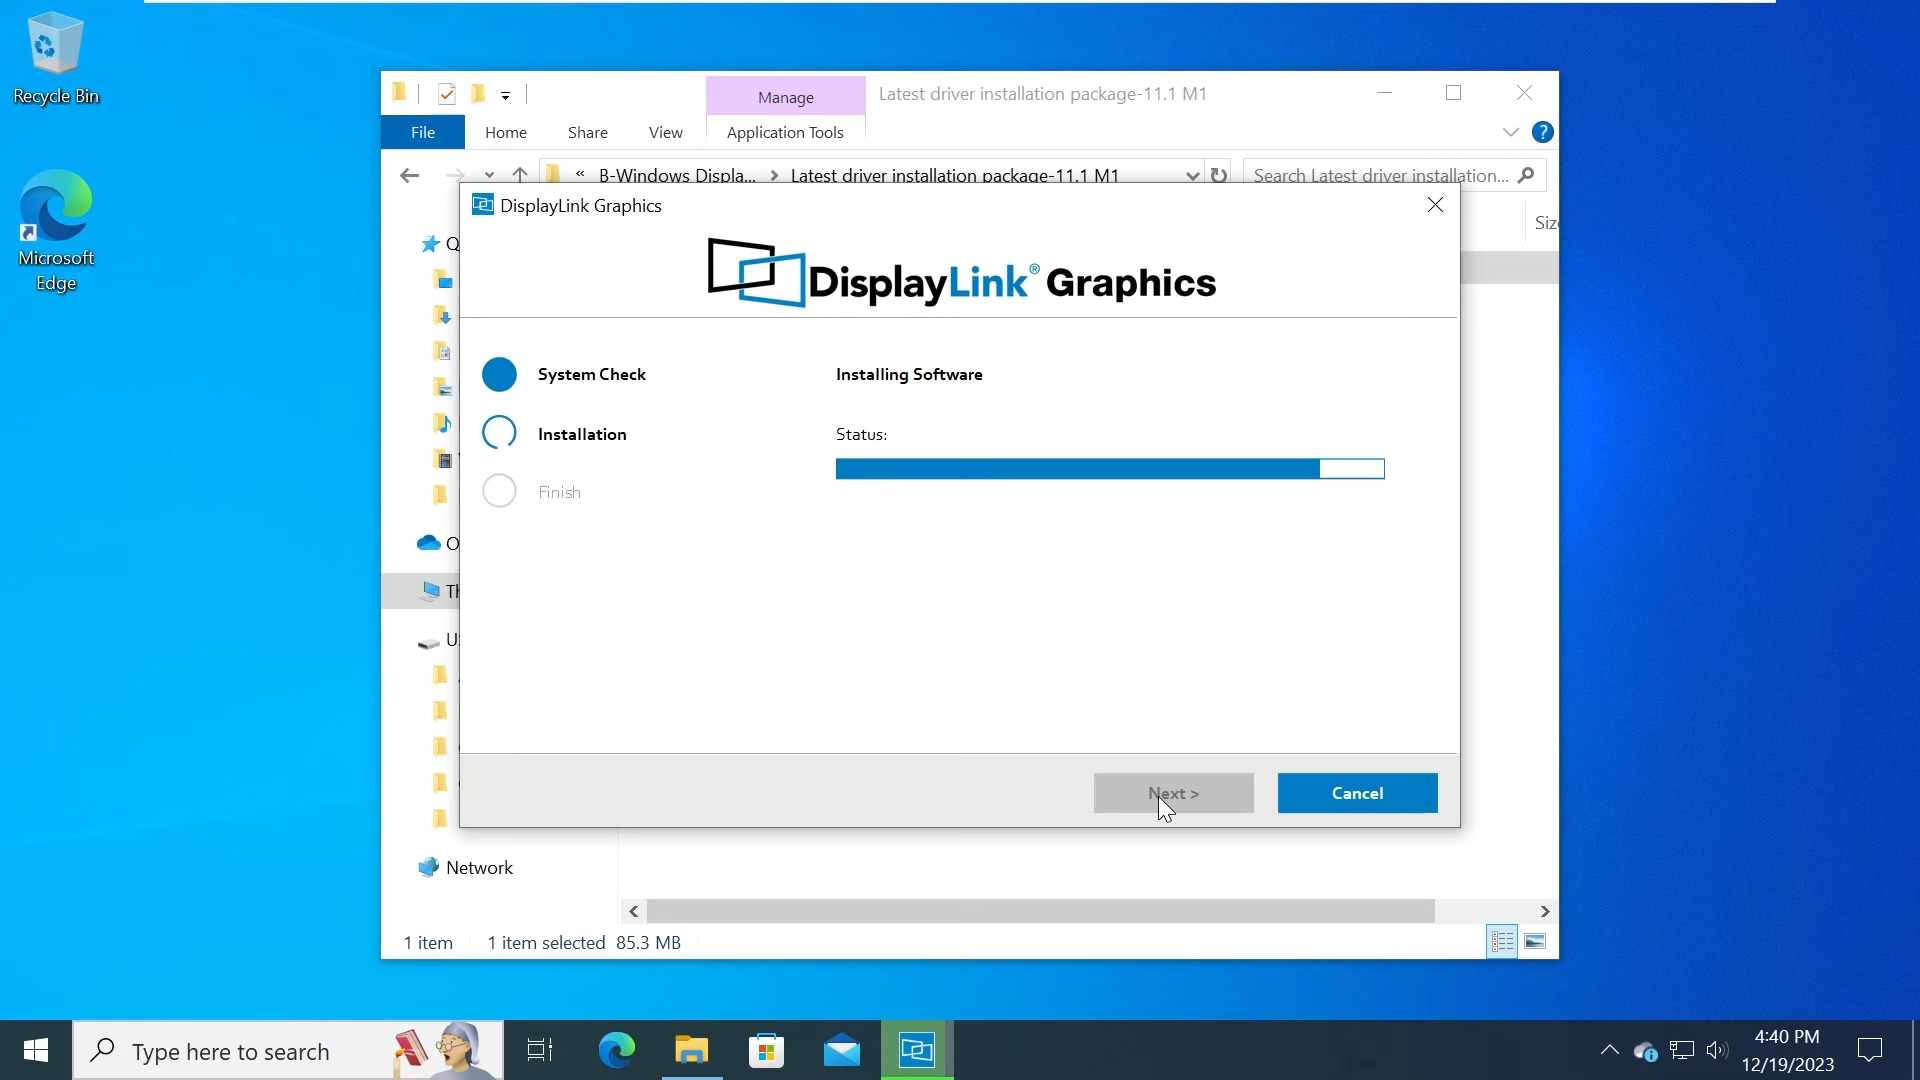 Recycle Bin
Microsoft
Edge
Manage
Latest driver installation package-11.1 M1
File
Home
Share
View
Application Tools
?
« B-Windows Displa... > Latest driver installation package-11.1 M1
Search Latest driver installation...
DisplayLink Graphics
DisplayLink® Graphics
System Check
Installing Software
Installation
Status:
Finish
Next >
Cancel
Network
1 item
1 item selected 85.3 MB
Type here to search
4:40 PM
12/19/2023